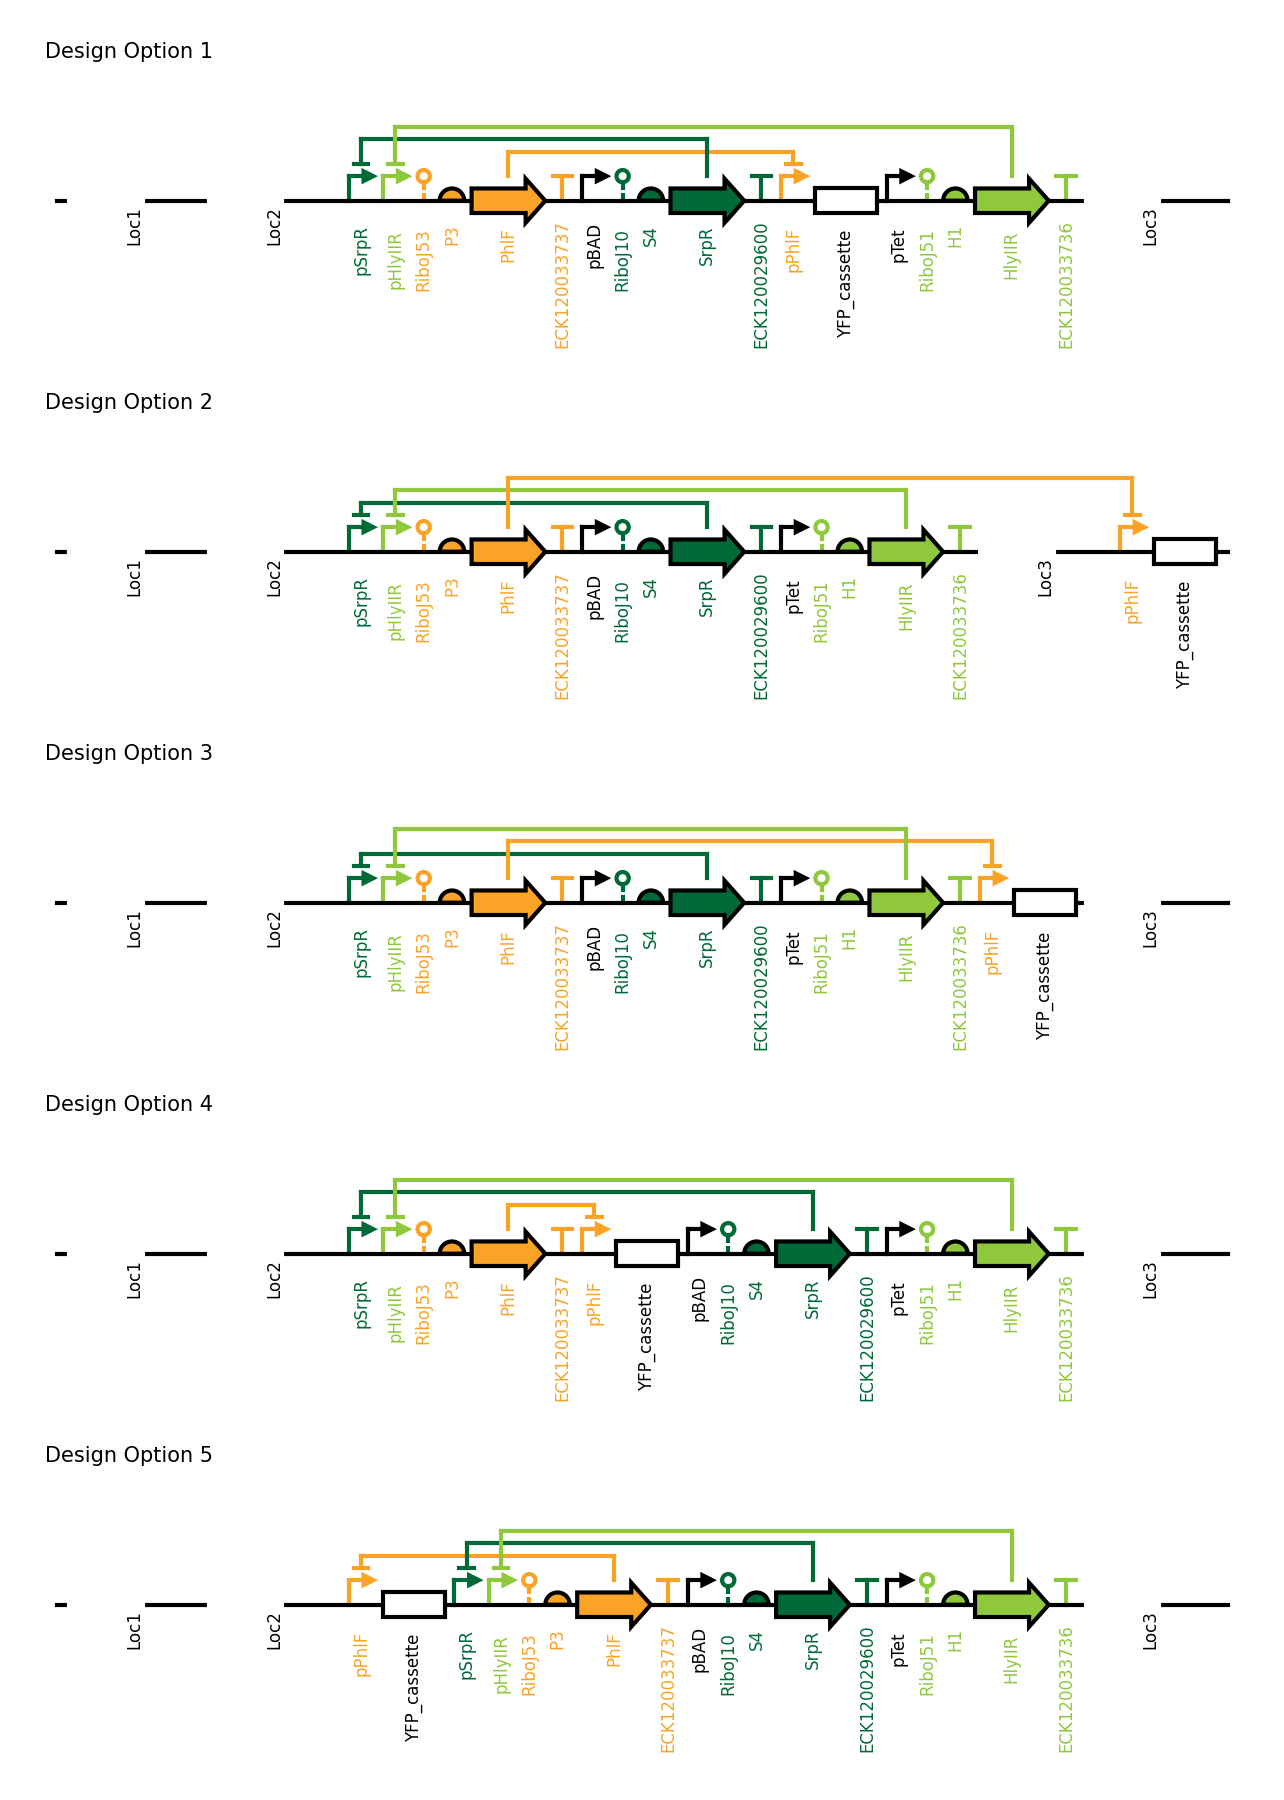 Design Option 1
Loc1
Loc2
pSrpR
pHlyIIR
RiboJ53
P3
PhlF
ECK120033737
pBAD
RiboJ10
S4
SrpR
ECK120029600
pPhlF
YFP_cassette
pTet
RiboJ51
H1
HlyIIR
ECK120033736
Loc3
Design Option 2
Loc1
Loc2
pSrpR
pHlyIIR
RiboJ53
P3
PhlF
ECK120033737
pBAD
RiboJ10
S4
SrpR
ECK120029600
pTet
RiboJ51
H1
HlyIIR
ECK120033736
Loc3
pPhlF
YFP_cassette
Design Option 3
Loc1
Loc2
pSrpR
pHlyIIR
RiboJ53
P3
PhlF
ECK120033737
pBAD
RiboJ10
S4
SrpR
ECK120029600
pTet
RiboJ51
H1
HlyIIR
ECK120033736
pPhlF
YFP_cassette
Loc3
Design Option 4
Loc1
Loc2
pSrpR
pHlyIIR
RiboJ53
P3
PhlF
ECK120033737
pPhlF
YFP_cassette
pBAD
RiboJ10
S4
SrpR
ECK120029600
pTet
RiboJ51
H1
HlyIIR
ECK120033736
Loc3
Design Option 5
Loc1
Loc2
pPhlF
YFP_cassette
pSrpR
pHlyIIR
RiboJ53
P3
PhlF
ECK120033737
pBAD
RiboJ10
S4
SrpR
ECK120029600
pTet
RiboJ51
H1
HlyIIR
ECK120033736
Loc3